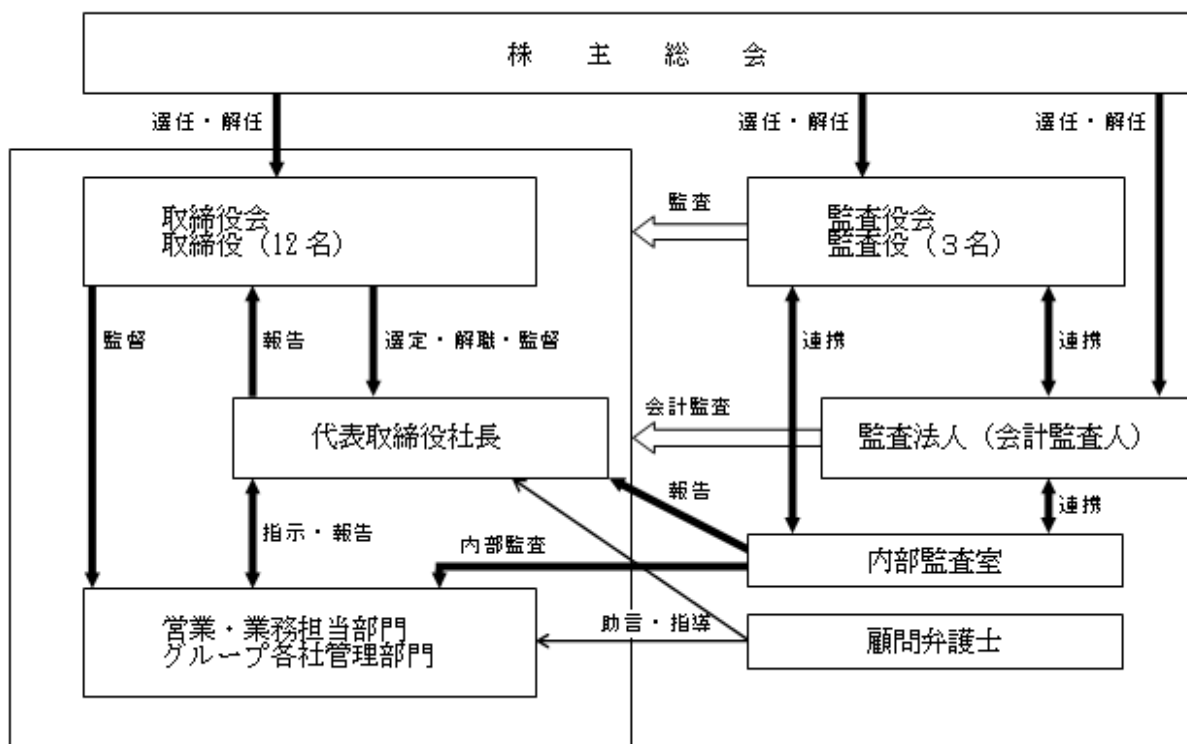 株主総会
選任・解任
選任・解任
選任・解任
取締役会
取締役（12名）
監査
監査役会
監査役（３名）
監督
報告
選定・解職・監督
連携
連携
代表取締役社長
会計監査
監査法人（会計監査人）
報告
連携
指示・報告
内部監査
内部監査室
営業・業務担当部門
グループ各社管理部門
助言・指導
顧問弁護士